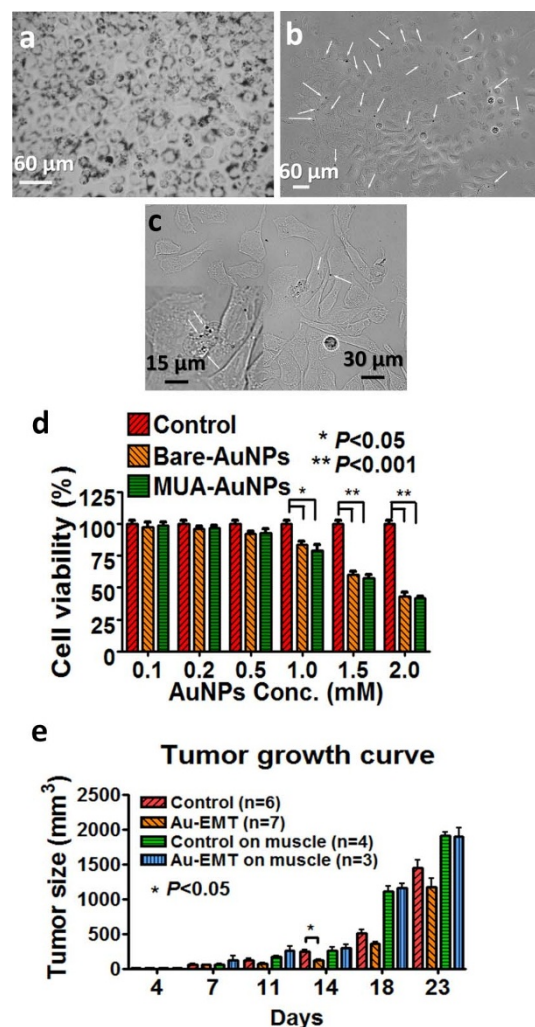 a
60 µm
b
60 µm
c
15 µm
30 µm
d
Control
Bare-AuNPs
MUA-AuNPs
* P<0.05
** P<0.001
Cell viability (%)
125
100
75
50
25
0
* ** **
0.1 0.2 0.5 1.0 1.5 2.0
AuNPs Conc. (mM)
e
Tumor growth curve
Tumor size (mm³)
2500
2000
1500
1000
500
0
Control (n=6)
Au-EMT (n=7)
Control on muscle (n=4)
Au-EMT on muscle (n=3)
* P<0.05
*
4 7 11 14 18 23
Days